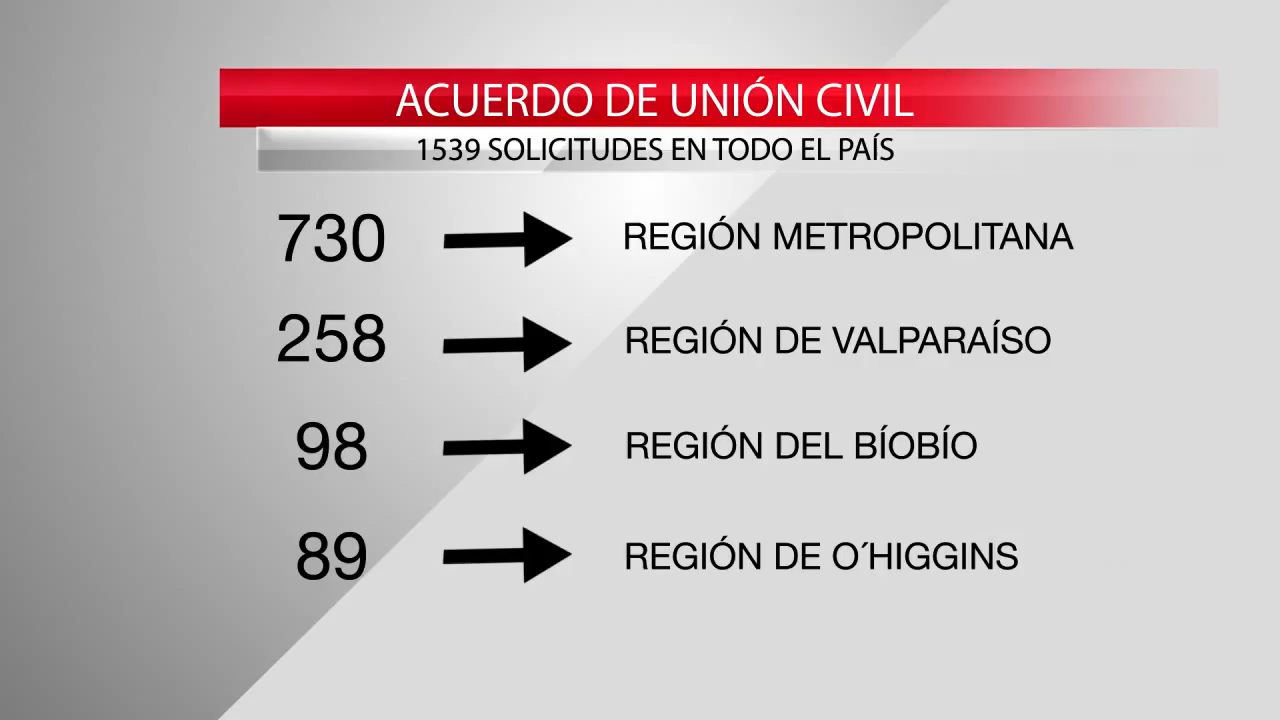 ACUERDO DE UNIÓN CIVIL
1539 SOLICITUDES EN TODO EL PAÍS
730 REGIÓN METROPOLITANA
258 REGIÓN DE VALPARAÍSO
98 REGIÓN DEL BÍOBÍO
89 REGIÓN DE O´HIGGINS